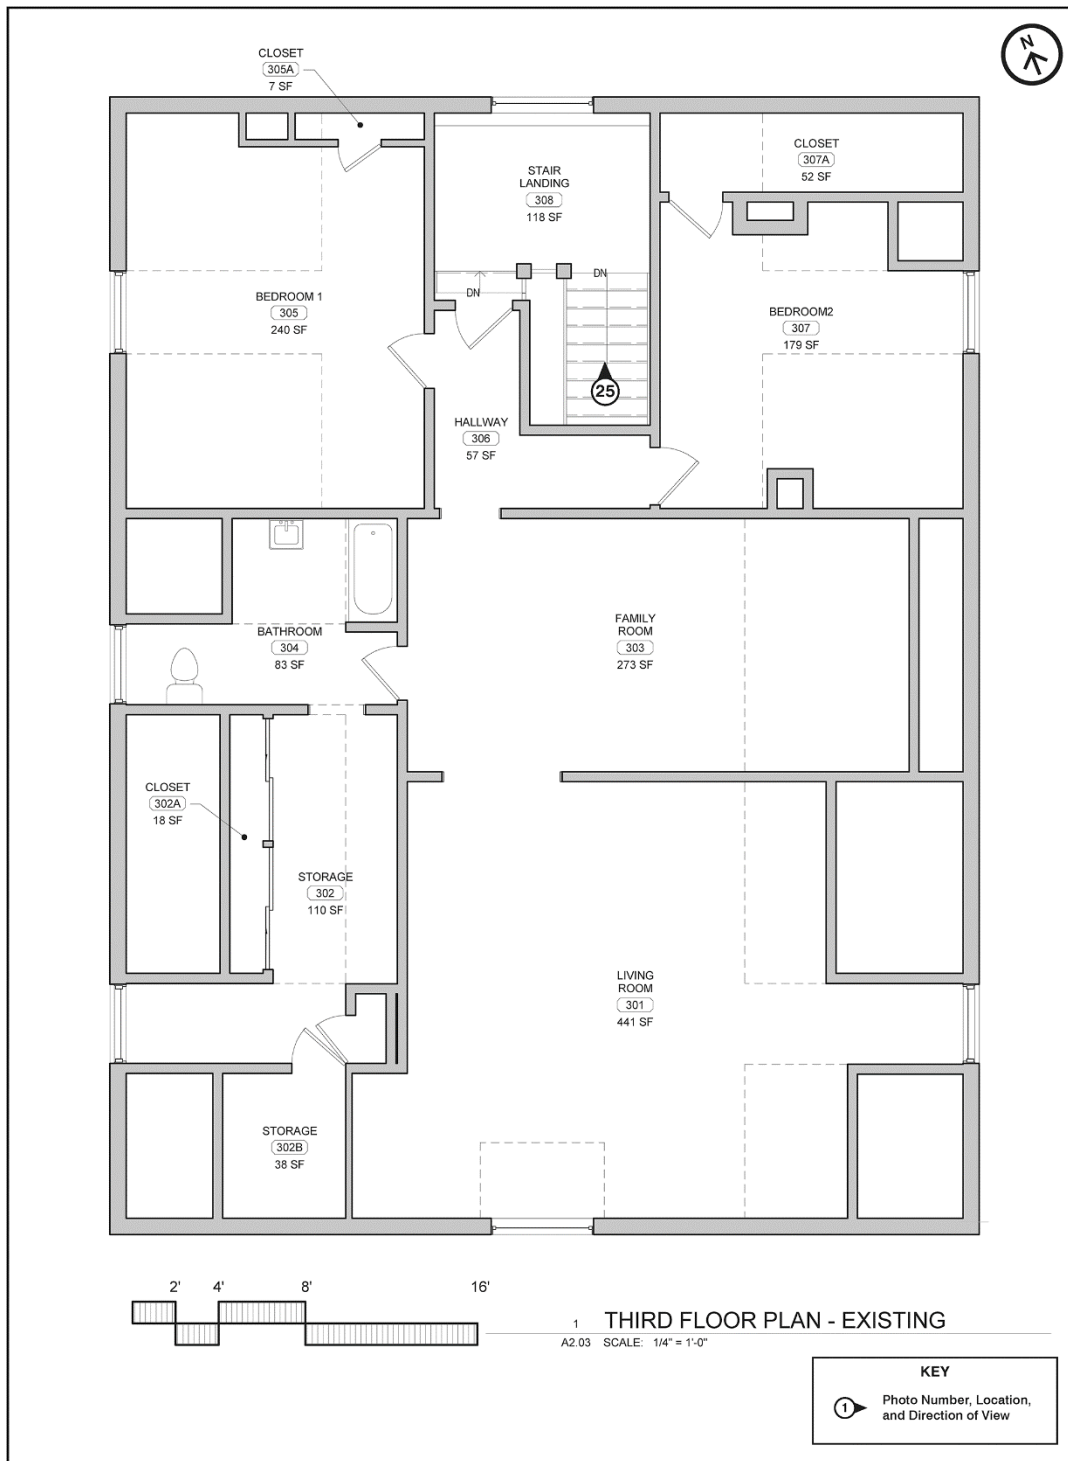 N
CLOSET
305A
7 SF
CLOSET
307A
52 SF
STAIR
LANDING
308
118 SF
DN
DN
BEDROOM 1
305
240 SF
BEDROOM2
307
179 SF
25
HALLWAY
306
57 SF
FAMILY
ROOM
303
273 SF
BATHROOM
304
83 SF
CLOSET
302A
18 SF
STORAGE
302
110 SF
LIVING
ROOM
301
441 SF
STORAGE
302B
38 SF
2' 4' 8' 16'
1 THIRD FLOOR PLAN - EXISTING
A2.03 SCALE: 1/4" = 1'-0"
KEY
1 Photo Number, Location,
and Direction of View